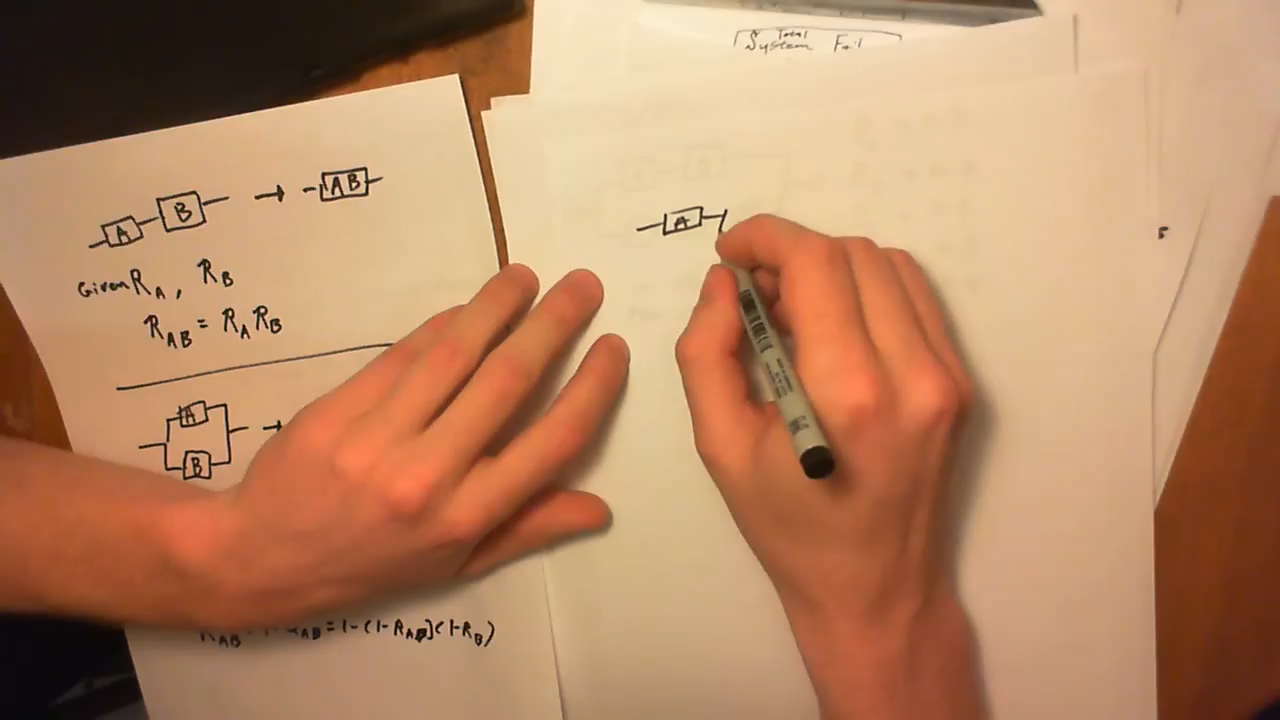 Total
System Fail
A B → AB
Given R_A, R_B
R_AB = R_A R_B
A →
B
R_AB = 1-(1-R_A)(1-R_B)
A